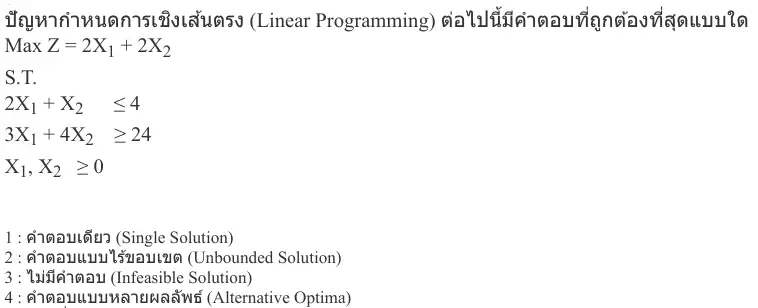 ปัญหากำหนดการเชิงเส้นตรง (Linear Programming) ต่อไปนี้มีคำตอบที่ถูกต้องที่สุดแบบใด
Max Z = 2X₁ + 2X₂
S.T.
2X₁ + X₂ ≤ 4
3X₁ + 4X₂ ≥ 24
X₁, X₂ ≥ 0
1 : คำตอบเดียว (Single Solution)
2 : คำตอบแบบไร้ขอบเขต (Unbounded Solution)
3 : ไม่มีคำตอบ (Infeasible Solution)
4 : คำตอบแบบหลายผลลัพธ์ (Alternative Optima)